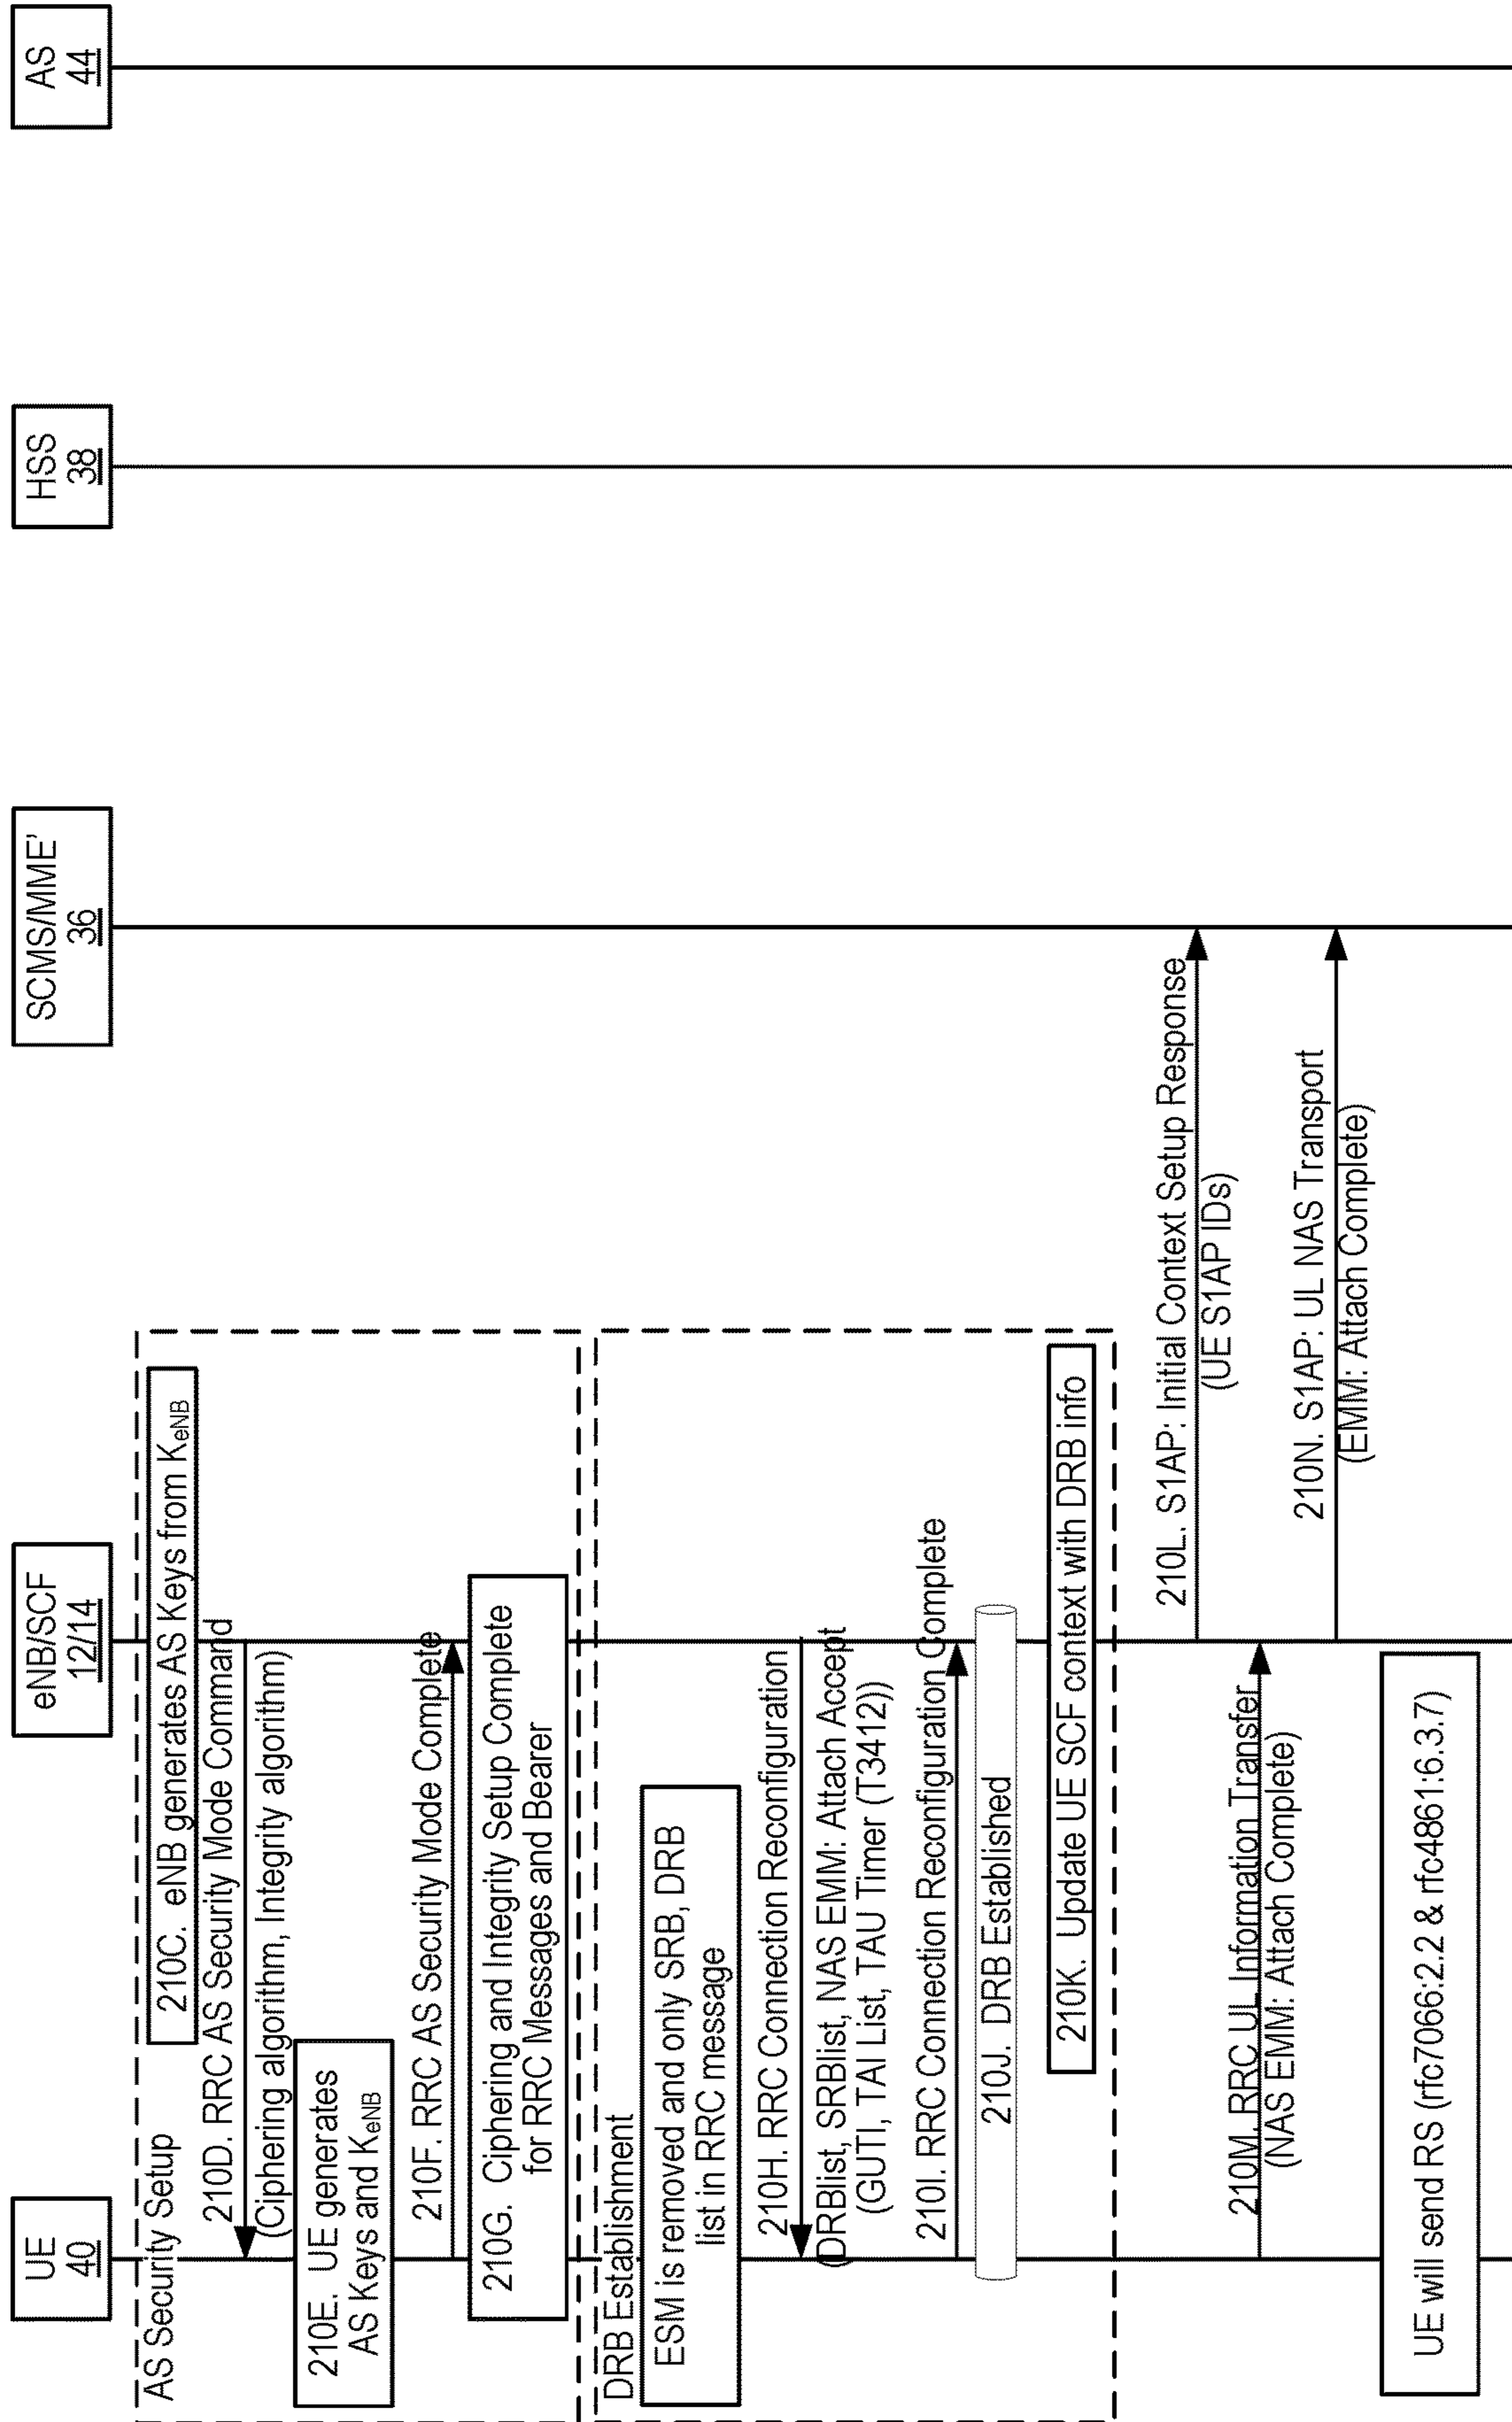 UE
40
eNB/SCF
12/14
SCMS/MME'
36
HSS
38
AS
44
AS Security Setup
210C. eNB generates AS Keys from KeNB
210D. RRC AS Security Mode Command
(Ciphering algorithm, Integrity algorithm)
210E. UE generates
AS Keys and KeNB
210F. RRC AS Security Mode Complete
210G. Ciphering and Integrity Setup Complete
for RRC Messages and Bearer
DRB Establishment
ESM is removed and only SRB, DRB
list in RRC message
210H. RRC Connection Reconfiguration
(DRBlist, SRBlist, NAS EMM: Attach Accept
(GUTI, TAI List, TAU Timer (T3412))
210I. RRC Connection Reconfiguration Complete
210J. DRB Established
210K. Update UE SCF context with DRB info
210L. S1AP: Initial Context Setup Response
(UE S1AP IDs)
210M. RRC UL Information Transfer
(NAS EMM: Attach Complete)
210N. S1AP: UL NAS Transport
(EMM: Attach Complete)
UE will send RS (rfc7066:2.2 & rfc4861:6.3.7)